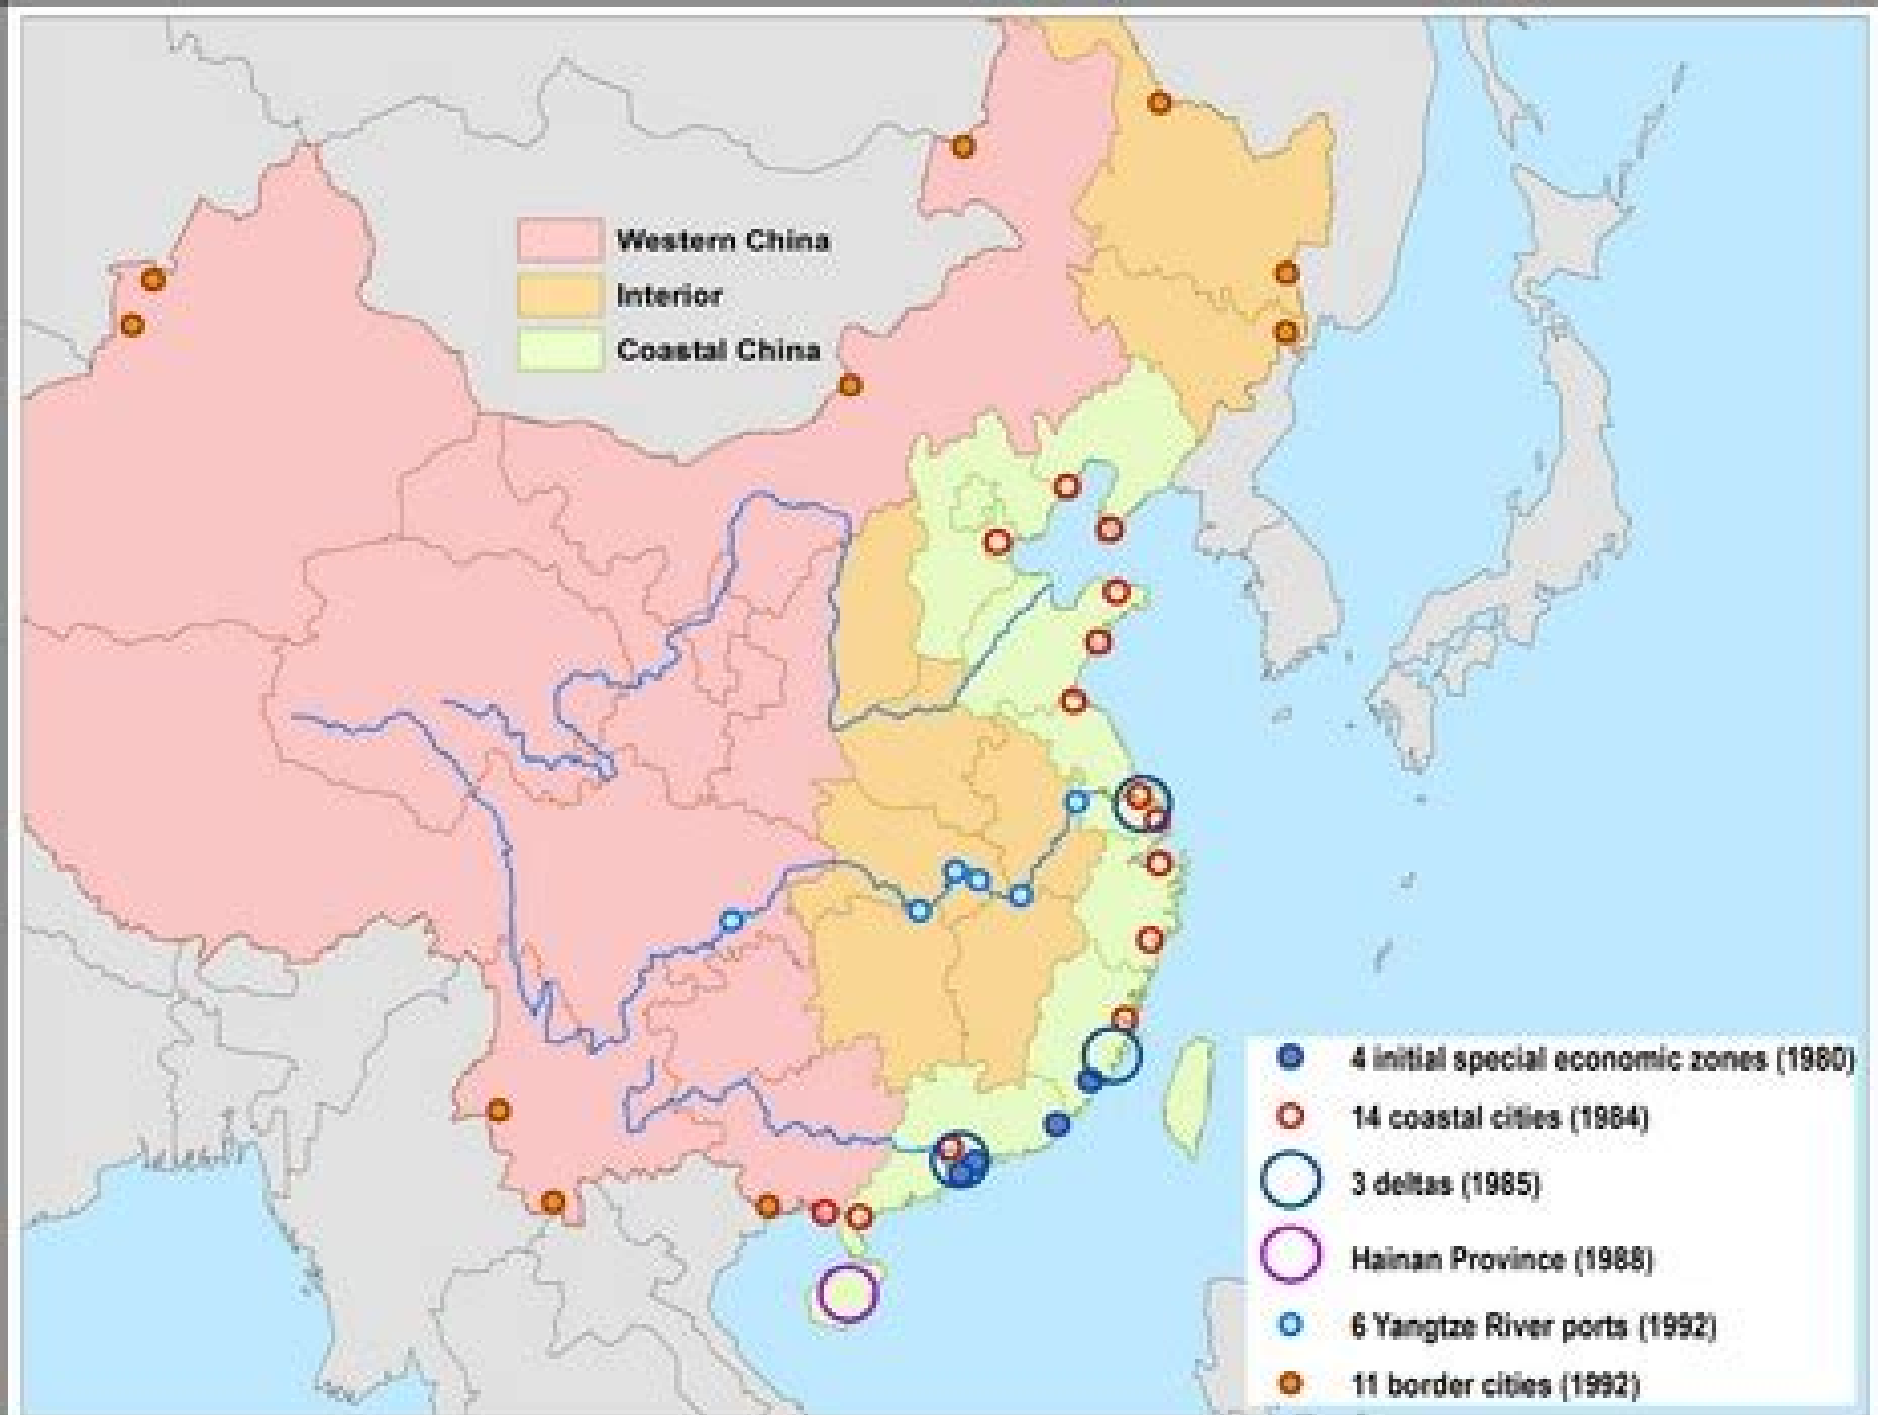 Western China
Interior
Coastal China
4 initial special economic zones (1980)
14 coastal cities (1984)
3 deltas (1985)
Hainan Province (1988)
6 Yangtze River ports (1992)
11 border cities (1992)